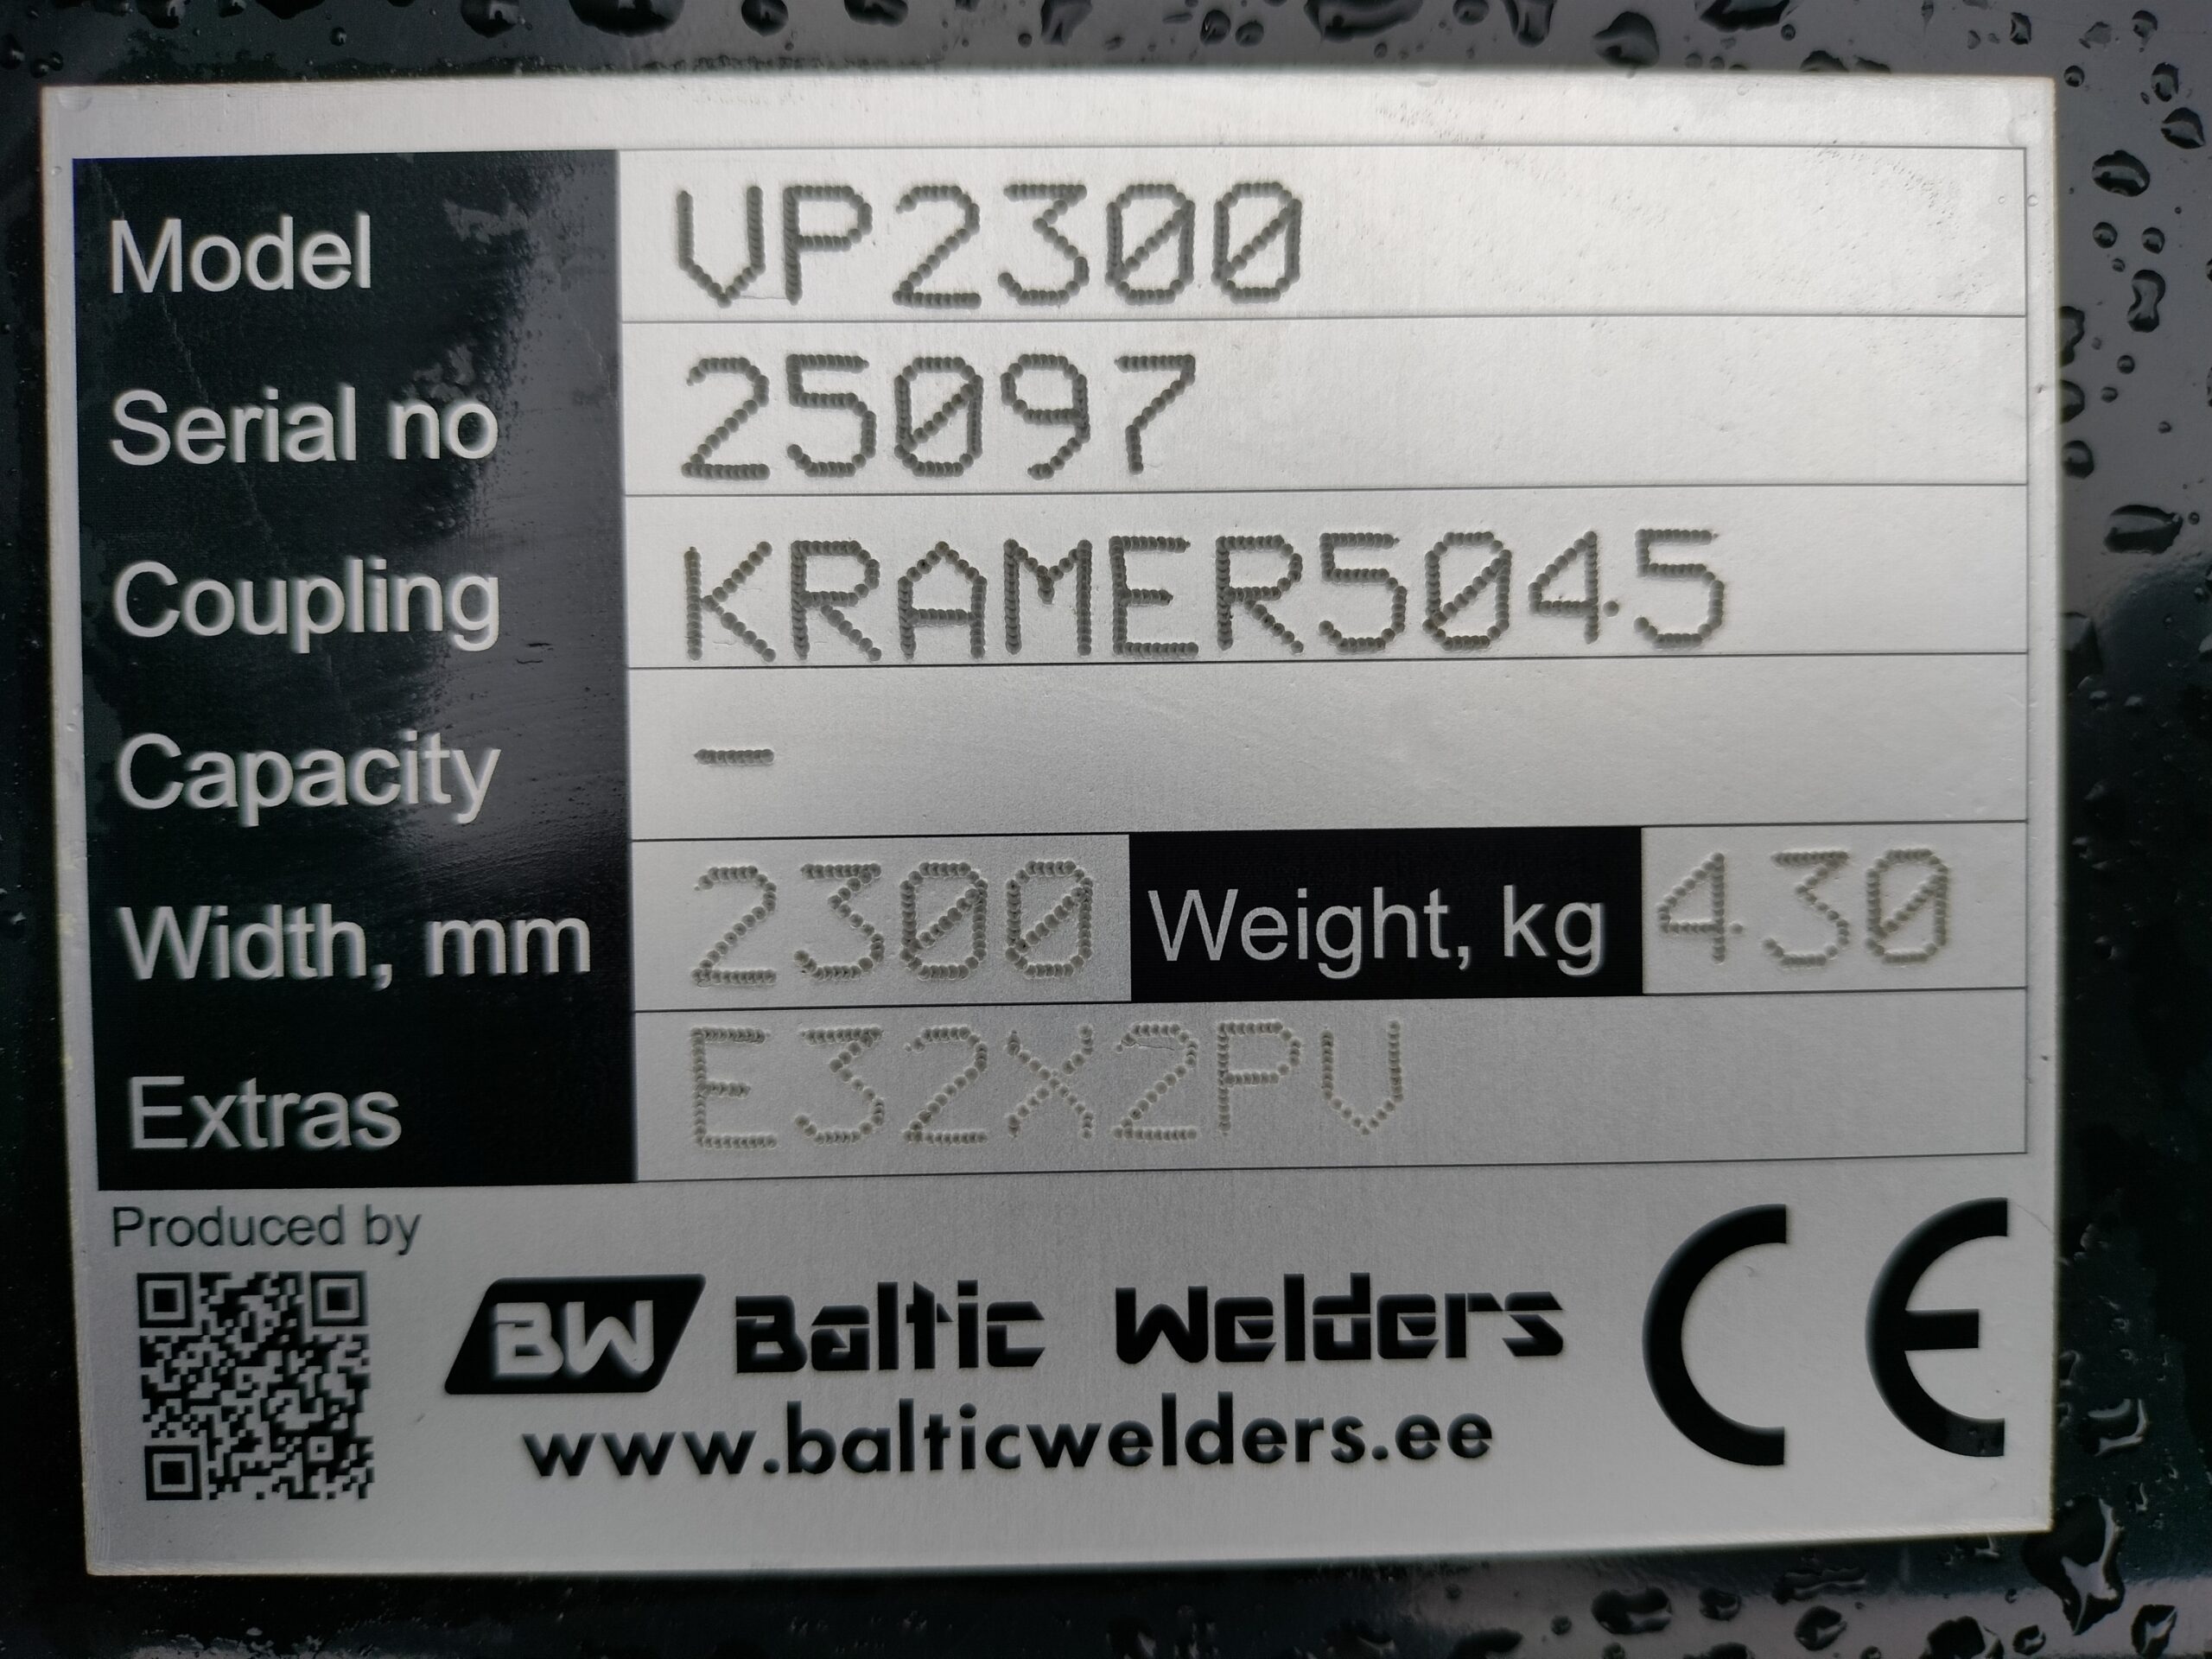 Model VP2300
Serial no 25097
Coupling KRAMER5045
Capacity -
Width, mm 2300 Weight, kg 430
Extras E32X2PV
Produced by
BW Baltic Welders CE
www.balticwelders.ee